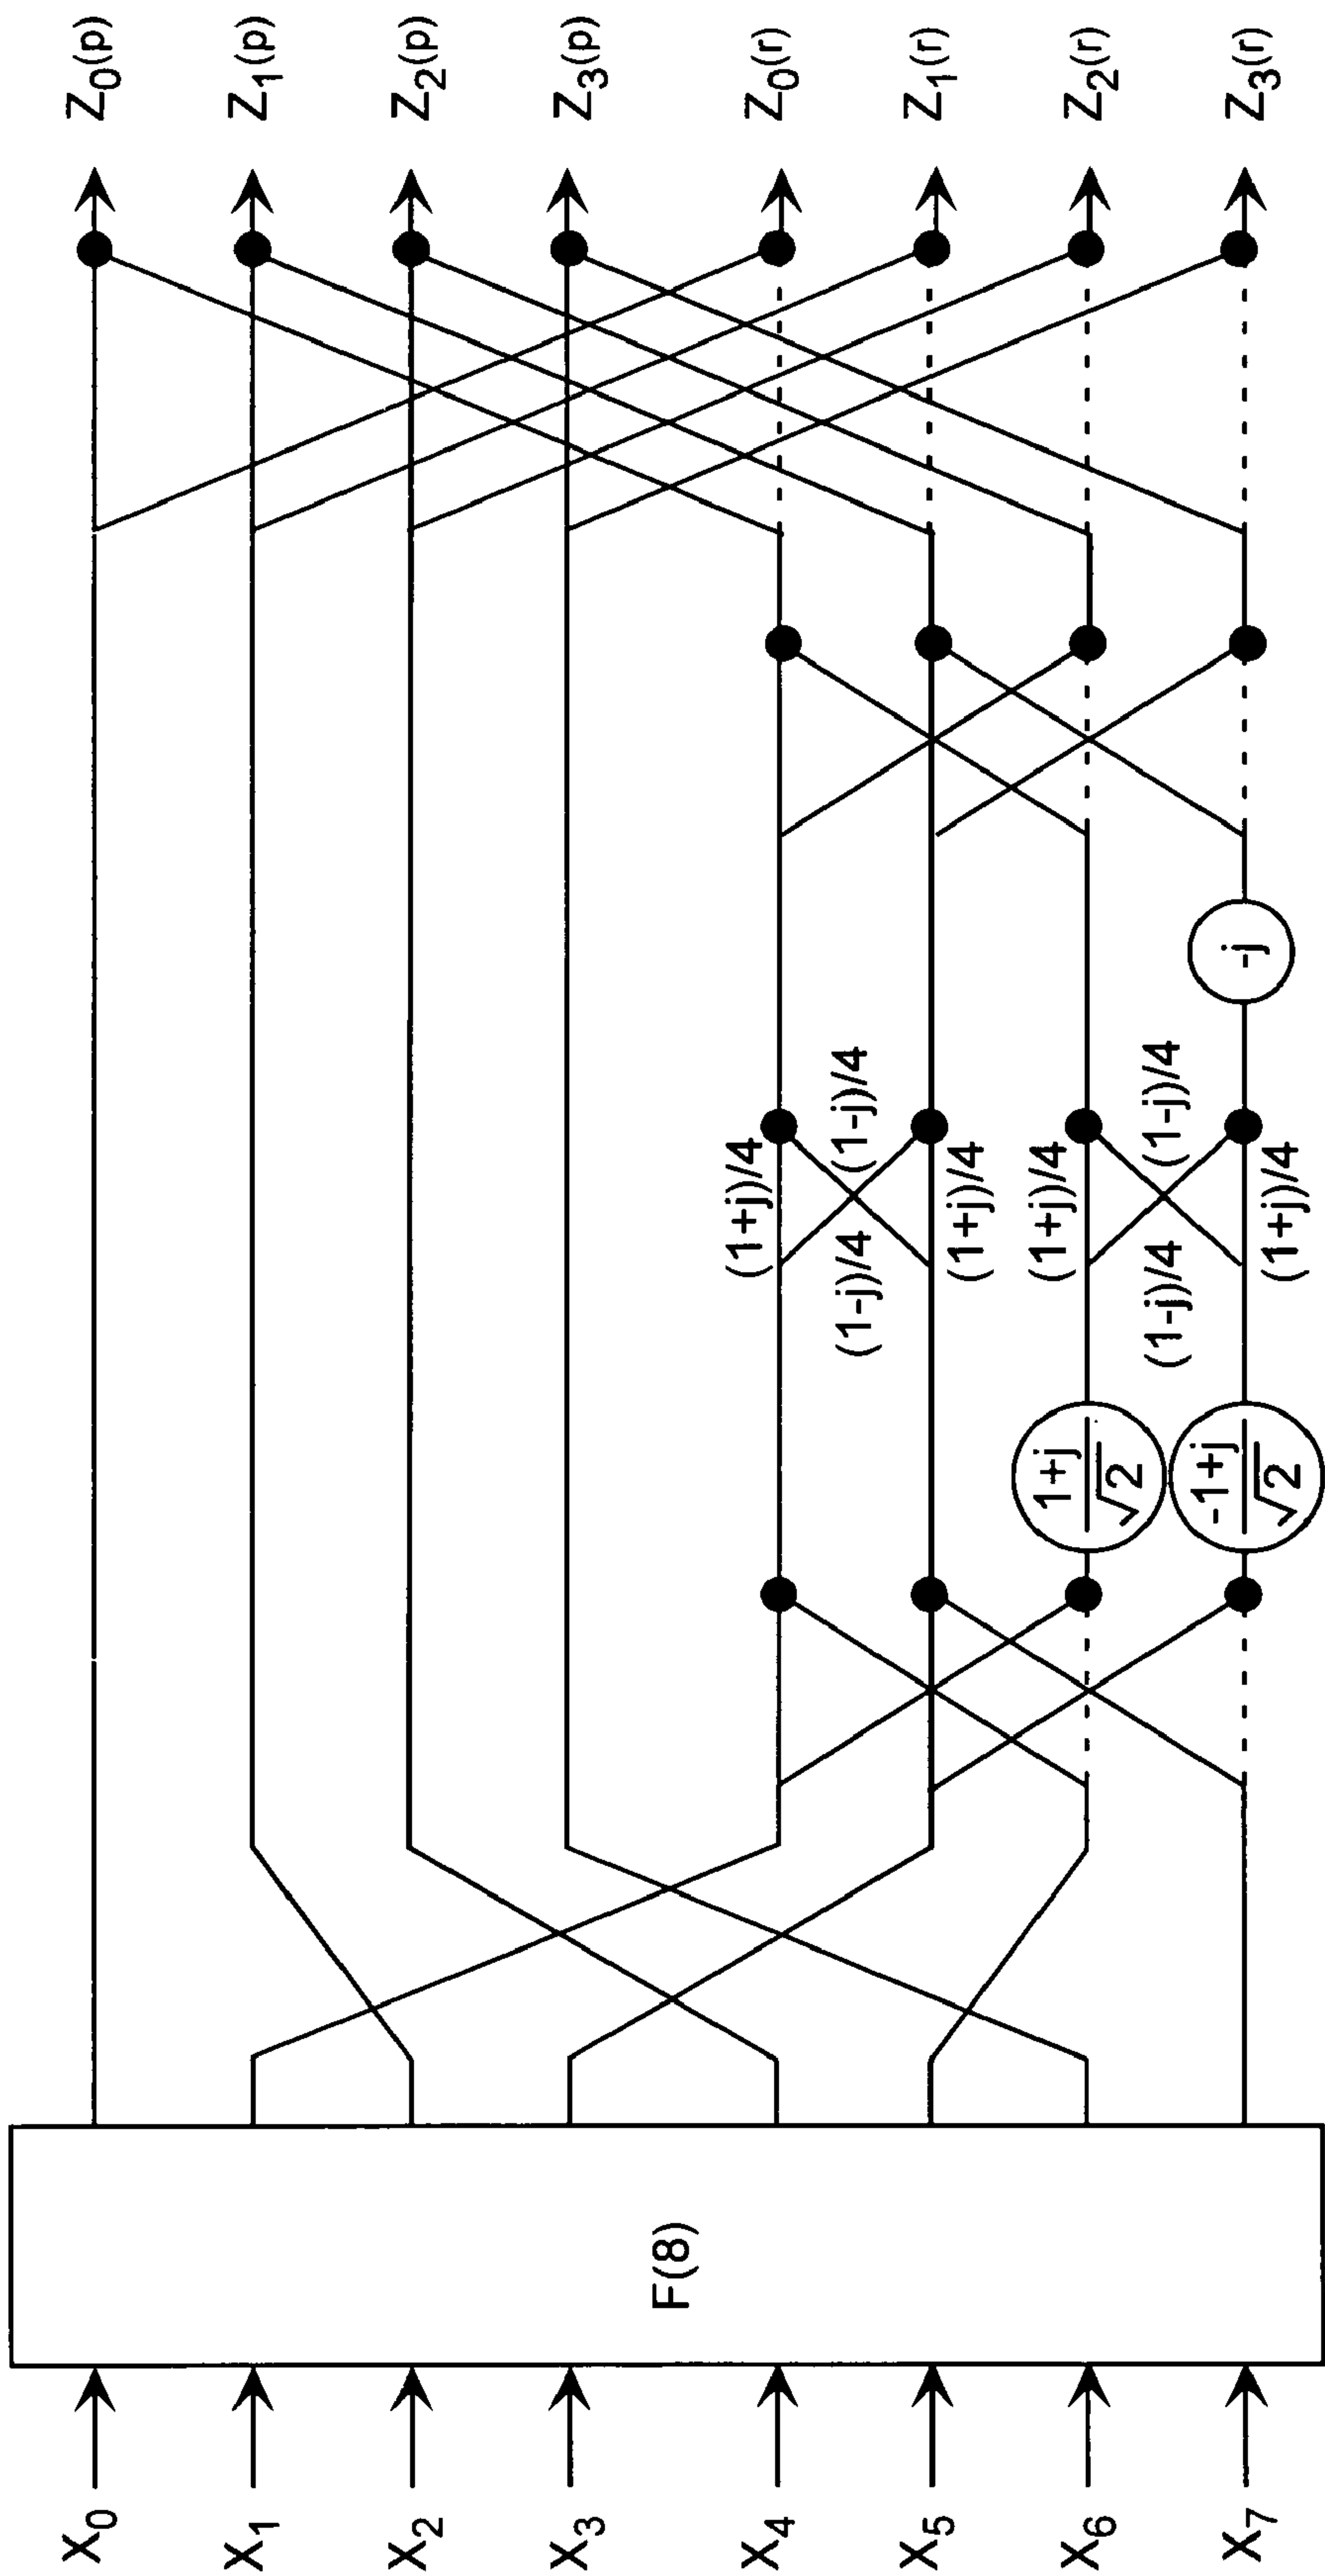 X0
X1
X2
X3
X4
X5
X6
X7
F(8)
1+j
√2
-1+j
√2
(1+j)/4
(1-j)/4
(1-j)/4
(1+j)/4
(1+j)/4
(1-j)/4
(1-j)/4
(1+j)/4
-j
Z0(p)
Z1(p)
Z2(p)
Z3(p)
Z0(r)
Z1(r)
Z2(r)
Z3(r)